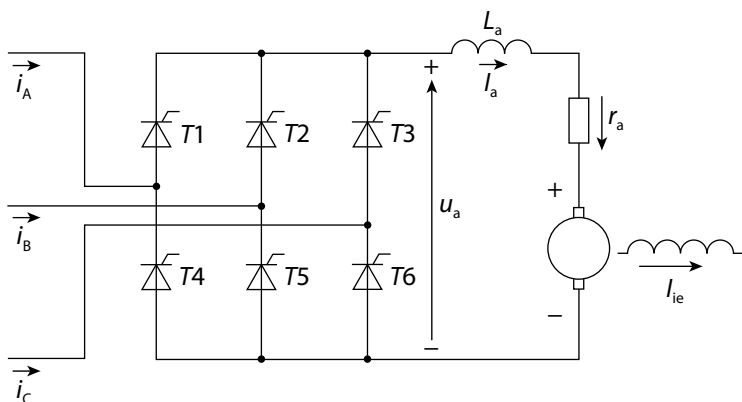 L_a
+
i_A
I_a
T1 T2 T3
r_a
+
i_B
u_a
T4 T5 T6
I_ie
–
–
i_C